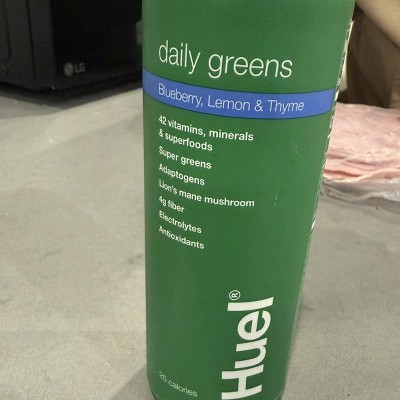 LG
daily greens
Blueberry, Lemon & Thyme
42 vitamins, minerals
& superfoods
Super greens
Adaptogens
Lion's mane mushroom
4g fiber
Electrolytes
Antioxidants
Huel®
25 calories